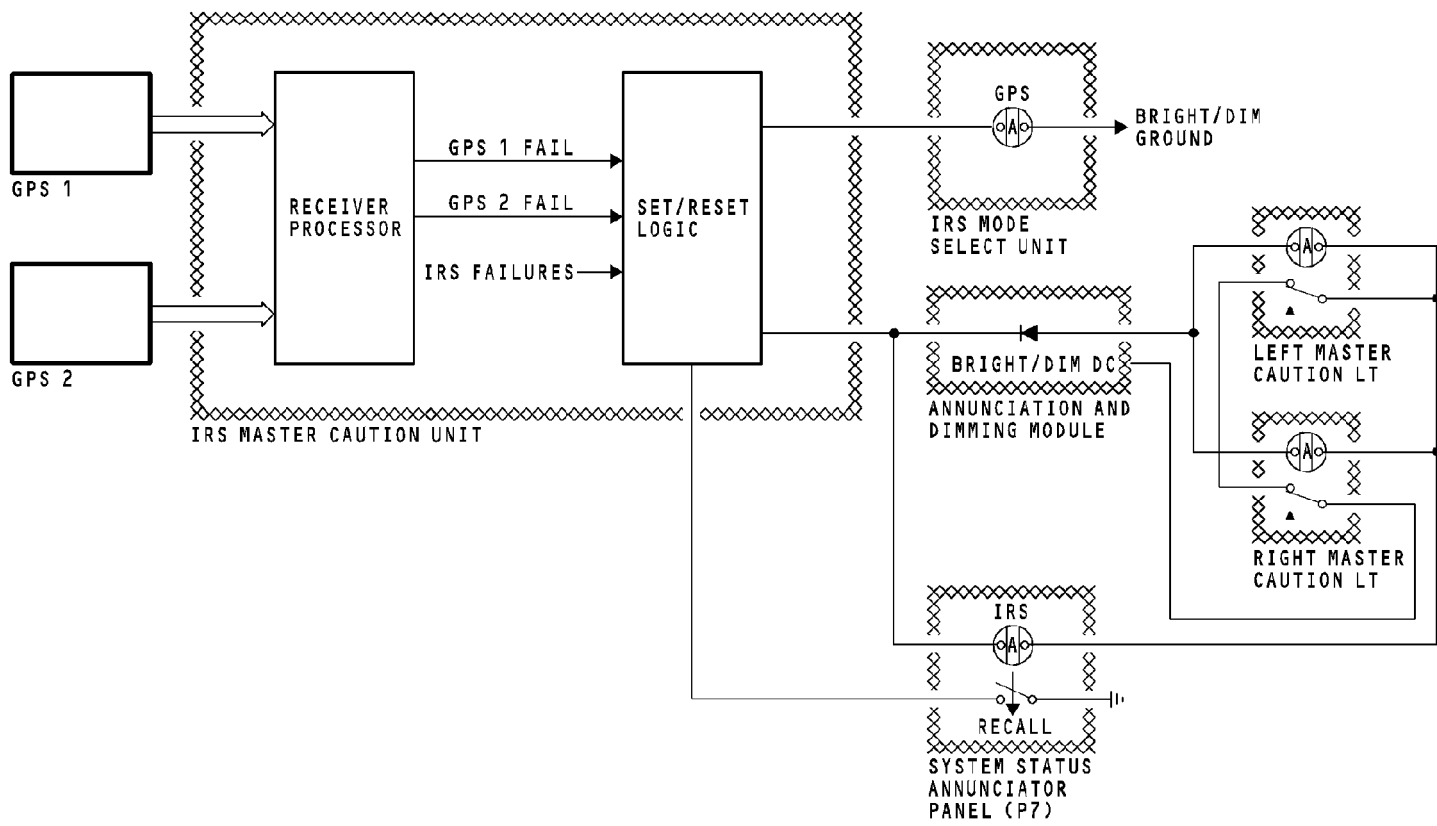 GPS 1
GPS 2
RECEIVER
PROCESSOR
GPS 1 FAIL
GPS 2 FAIL
IRS FAILURES
SET/RESET
LOGIC
IRS MASTER CAUTION UNIT
GPS
A
BRIGHT/DIM
GROUND
IRS MODE
SELECT UNIT
BRIGHT/DIM DC
ANNUNCIATION AND
DIMMING MODULE
A
LEFT MASTER
CAUTION LT
A
RIGHT MASTER
CAUTION LT
IRS
A
RECALL
SYSTEM STATUS
ANNUNCIATOR
PANEL (P7)